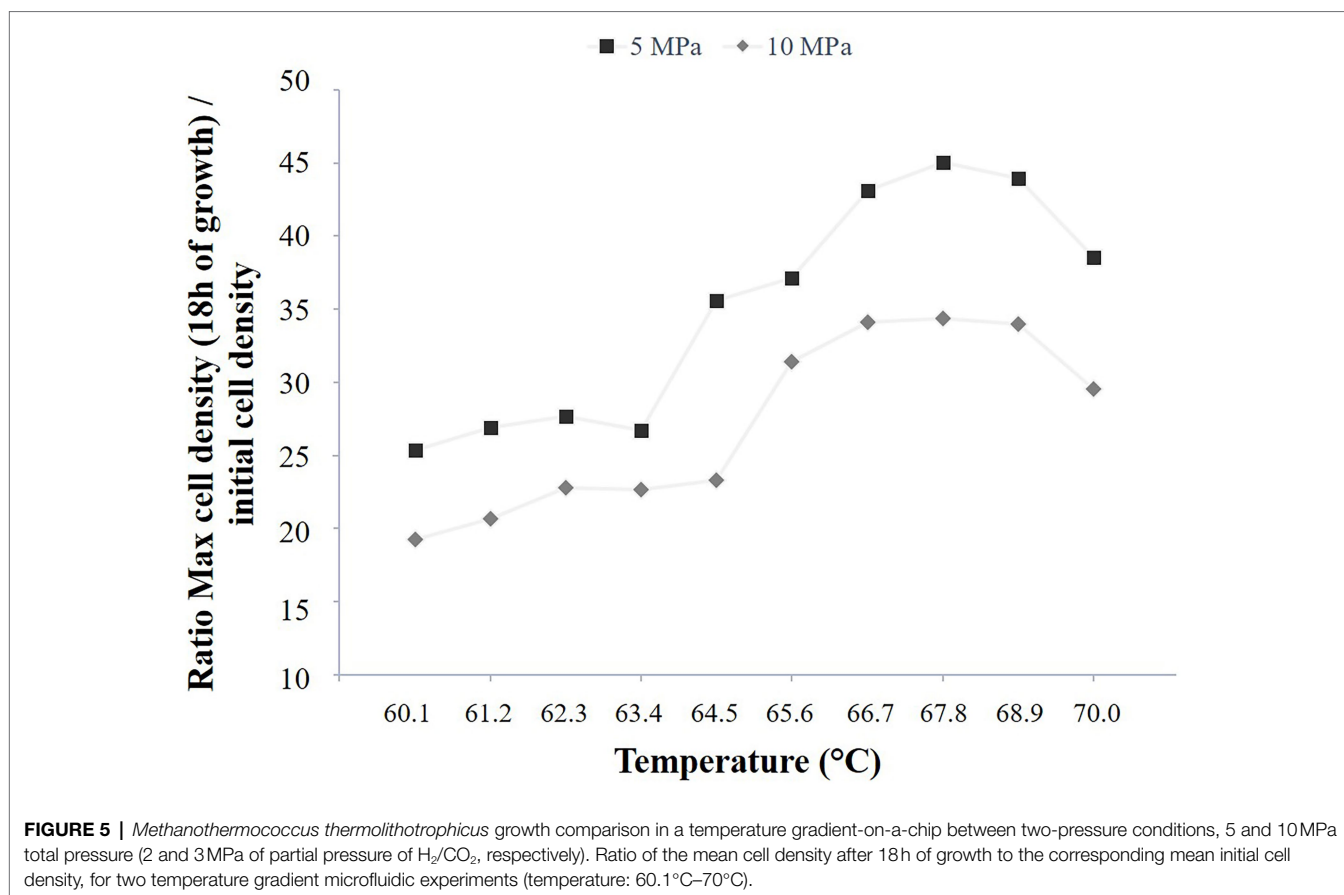 5 MPa 10 MPa
50
45
40
35
30
25
20
15
10
Ratio Max cell density (18h of growth) /
initial cell density
60.1 61.2 62.3 63.4 64.5 65.6 66.7 67.8 68.9 70.0
Temperature (°C)
FIGURE 5 | Methanothermococcus thermolithotrophicus growth comparison in a temperature gradient-on-a-chip between two-pressure conditions, 5 and 10 MPa
total pressure (2 and 3 MPa of partial pressure of H₂/CO₂, respectively). Ratio of the mean cell density after 18 h of growth to the corresponding mean initial cell
density, for two temperature gradient microfluidic experiments (temperature: 60.1°C–70°C).